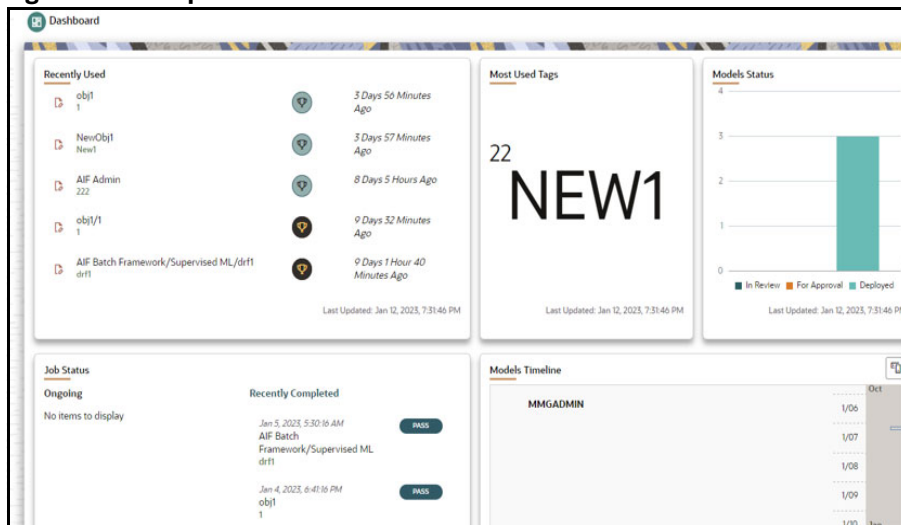 Dashboard
Recently Used
obj1
1
3 Days 56 Minutes
Ago
NewObj1
New1
3 Days 57 Minutes
Ago
AIF Admin
222
8 Days 5 Hours Ago
obj1/1
1
9 Days 32 Minutes
Ago
AIF Batch Framework/Supervised ML/drf1
drf1
9 Days 1 Hour 40
Minutes Ago
Last Updated: Jan 12, 2023, 7:31:46 PM
Most Used Tags
22
NEW1
Last Updated: Jan 12, 2023, 7:31:46 PM
Models Status
4
3
2
1
0
In Review For Approval Deployed
Last Updated: Jan 12, 2023, 7:31:46 PM
Job Status
Ongoing
No items to display
Recently Completed
Jan 5, 2023, 5:30:16 AM
AIF Batch
Framework/Supervised ML
drf1
PASS
Jan 4, 2023, 6:41:16 PM
obj1
1
PASS
Models Timeline
MMGADMIN
Oct
1/06
1/07
1/08
1/09
1/10